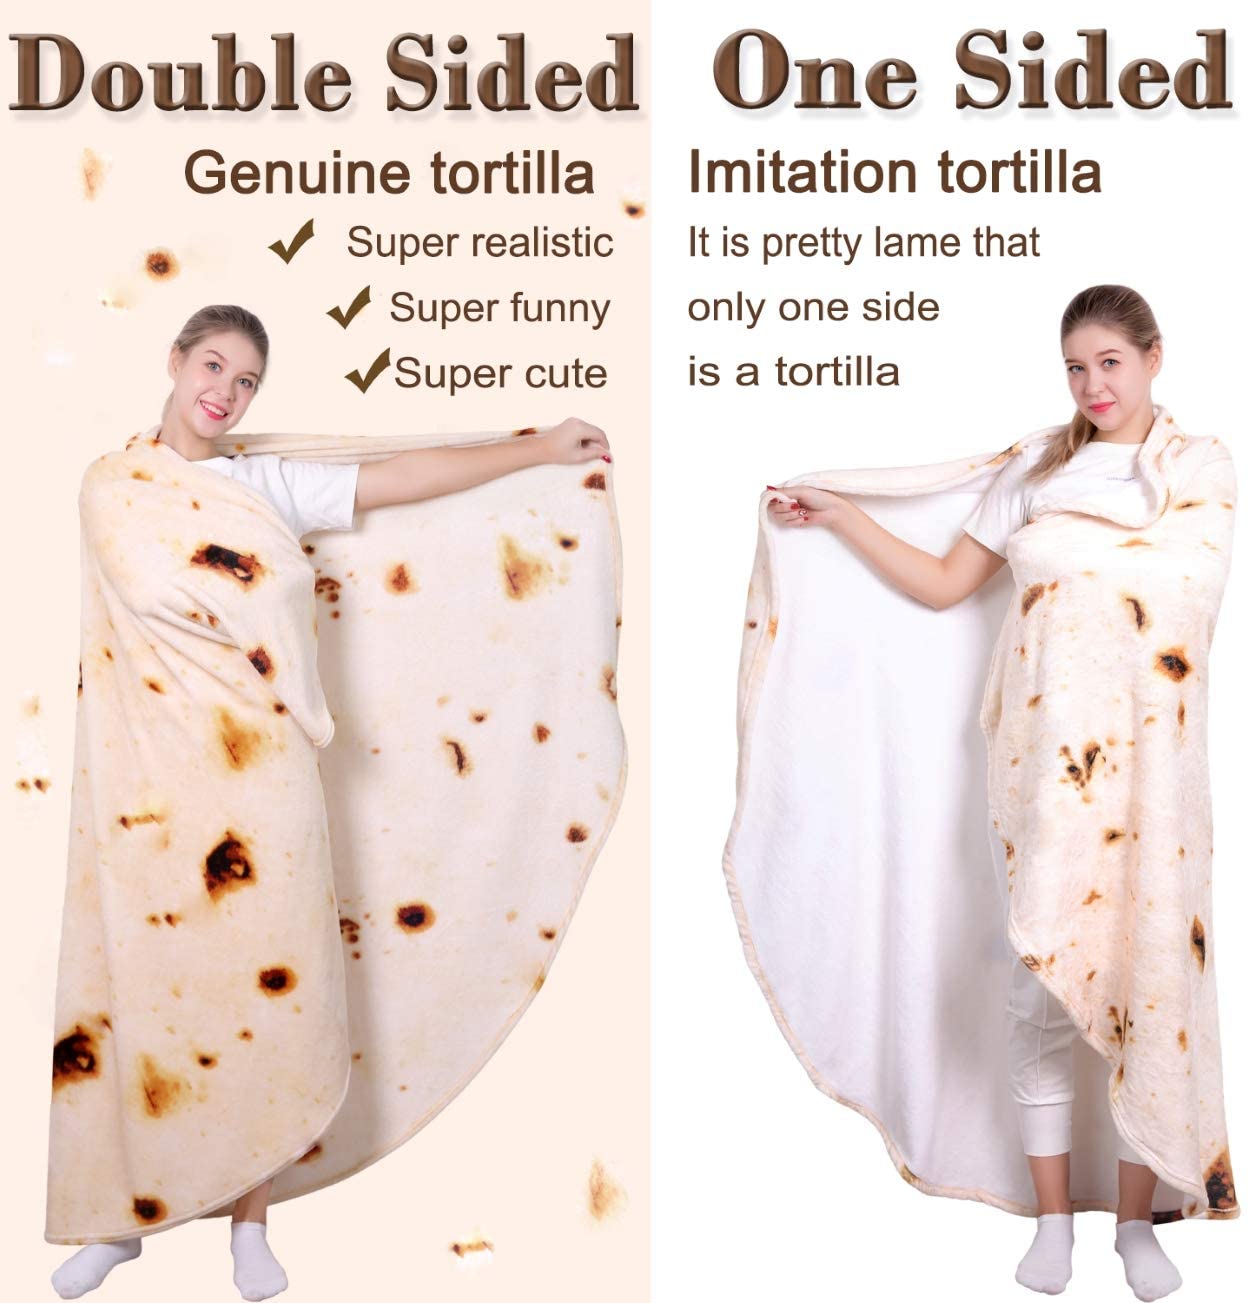 Double Sided
Genuine tortilla
Super realistic
Super funny
Super cute
One Sided
Imitation tortilla
It is pretty lame that
only one side
is a tortilla